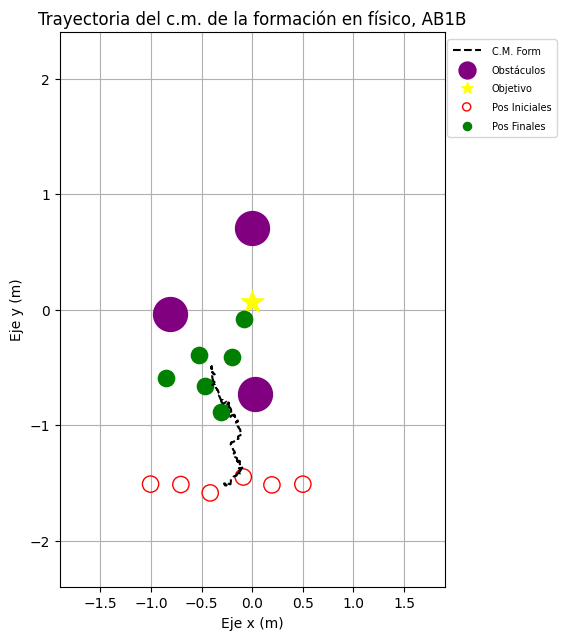 Trayectoria del c.m. de la formación en físico, AB1B
C.M. Form
Obstáculos
Objetivo
Pos Iniciales
Pos Finales
Eje y (m)
2
1
0
−1
−2
−1.5 −1.0 −0.5 0.0 0.5 1.0 1.5
Eje x (m)